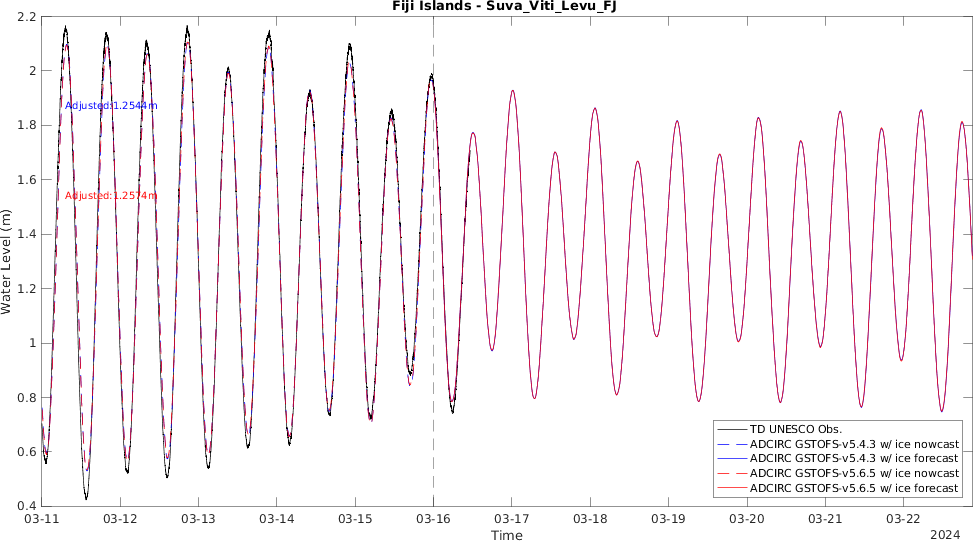 Fiji Islands - Suva_Viti_Levu_FJ
2.2
2
1.8
1.6
1.4
1.2
1
0.8
0.6
0.4
Water Level (m)
Adjusted:1.2544m
Adjusted:1.2574m
TD UNESCO Obs.
ADCIRC GSTOFS-v5.4.3 w/ ice nowcast
ADCIRC GSTOFS-v5.4.3 w/ ice forecast
ADCIRC GSTOFS-v5.6.5 w/ ice nowcast
ADCIRC GSTOFS-v5.6.5 w/ ice forecast
03-11 03-12 03-13 03-14 03-15 03-16 03-17 03-18 03-19 03-20 03-21 03-22
Time
2024